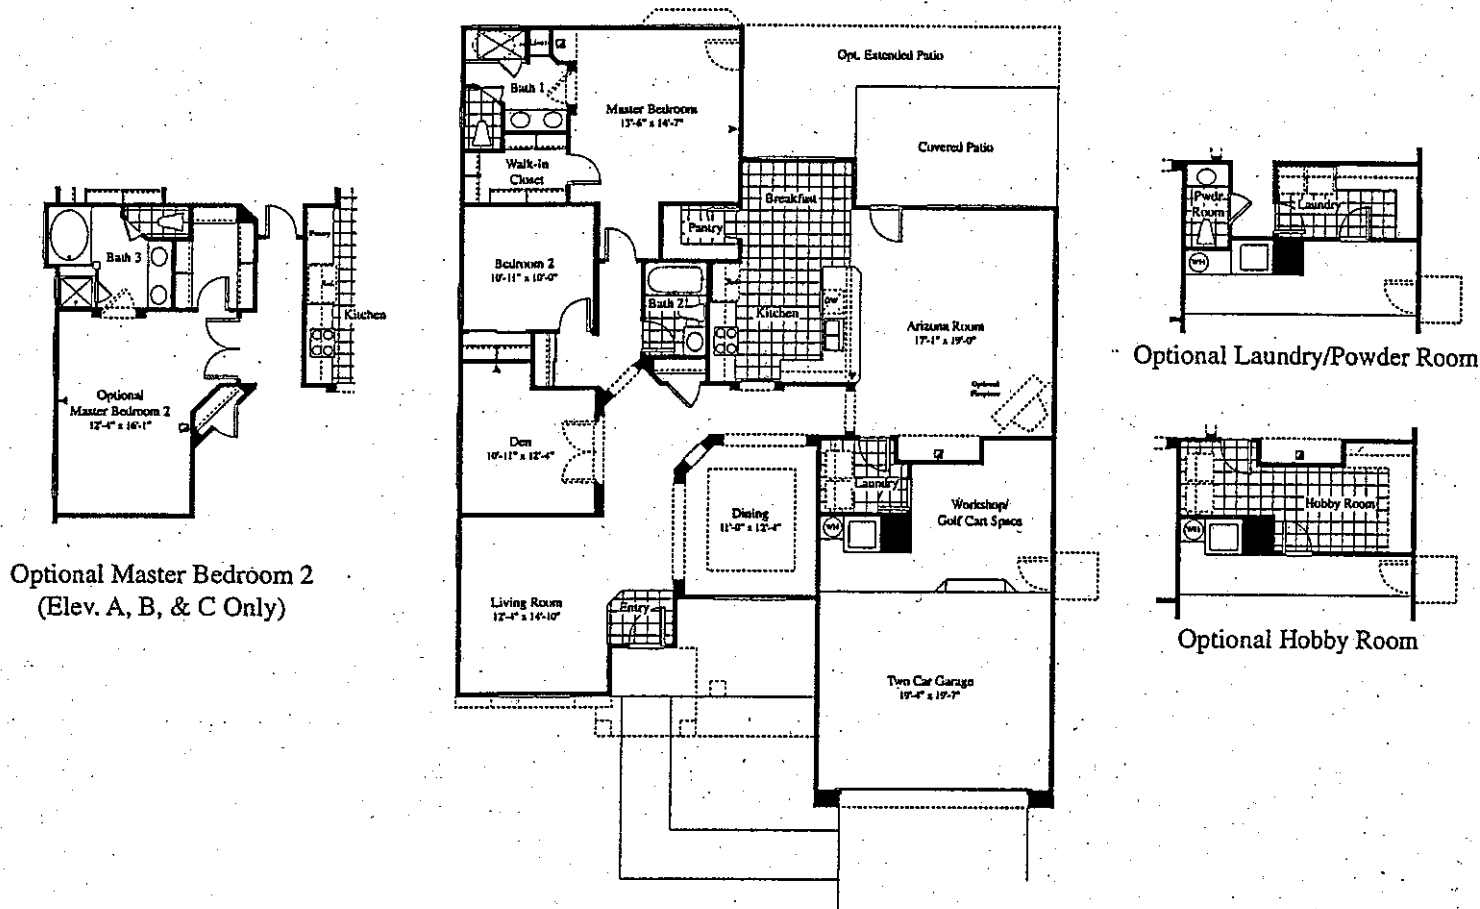 Opt. Extended Patio
Linen
Bath 1
Master Bedroom
13'-6" x 14'-7"
Covered Patio
Walk-In
Closet
Breakfast
Pantry
Bedroom 2
10'-11" x 10'-0"
Bath 2
Kitchen
DW
Arizona Room
17'-1" x 19'-0"
Optional
Fireplace
Den
10'-11" x 12'-4"
Laundry
Workshop/
Golf Cart Space
Dining
11'-0" x 12'-4"
WH
Living Room
12'-4" x 14'-10"
Entry
Two Car Garage
19'-4" x 19'-7"
Pantry
Bath 3
Kitchen
Optional
Master Bedroom 2
12'-4" x 16'-1"
Optional Master Bedroom 2
(Elev. A, B, & C Only)
Pwdr
Room
Laundry
WH
Optional Laundry/Powder Room
Hobby Room
WH
Optional Hobby Room